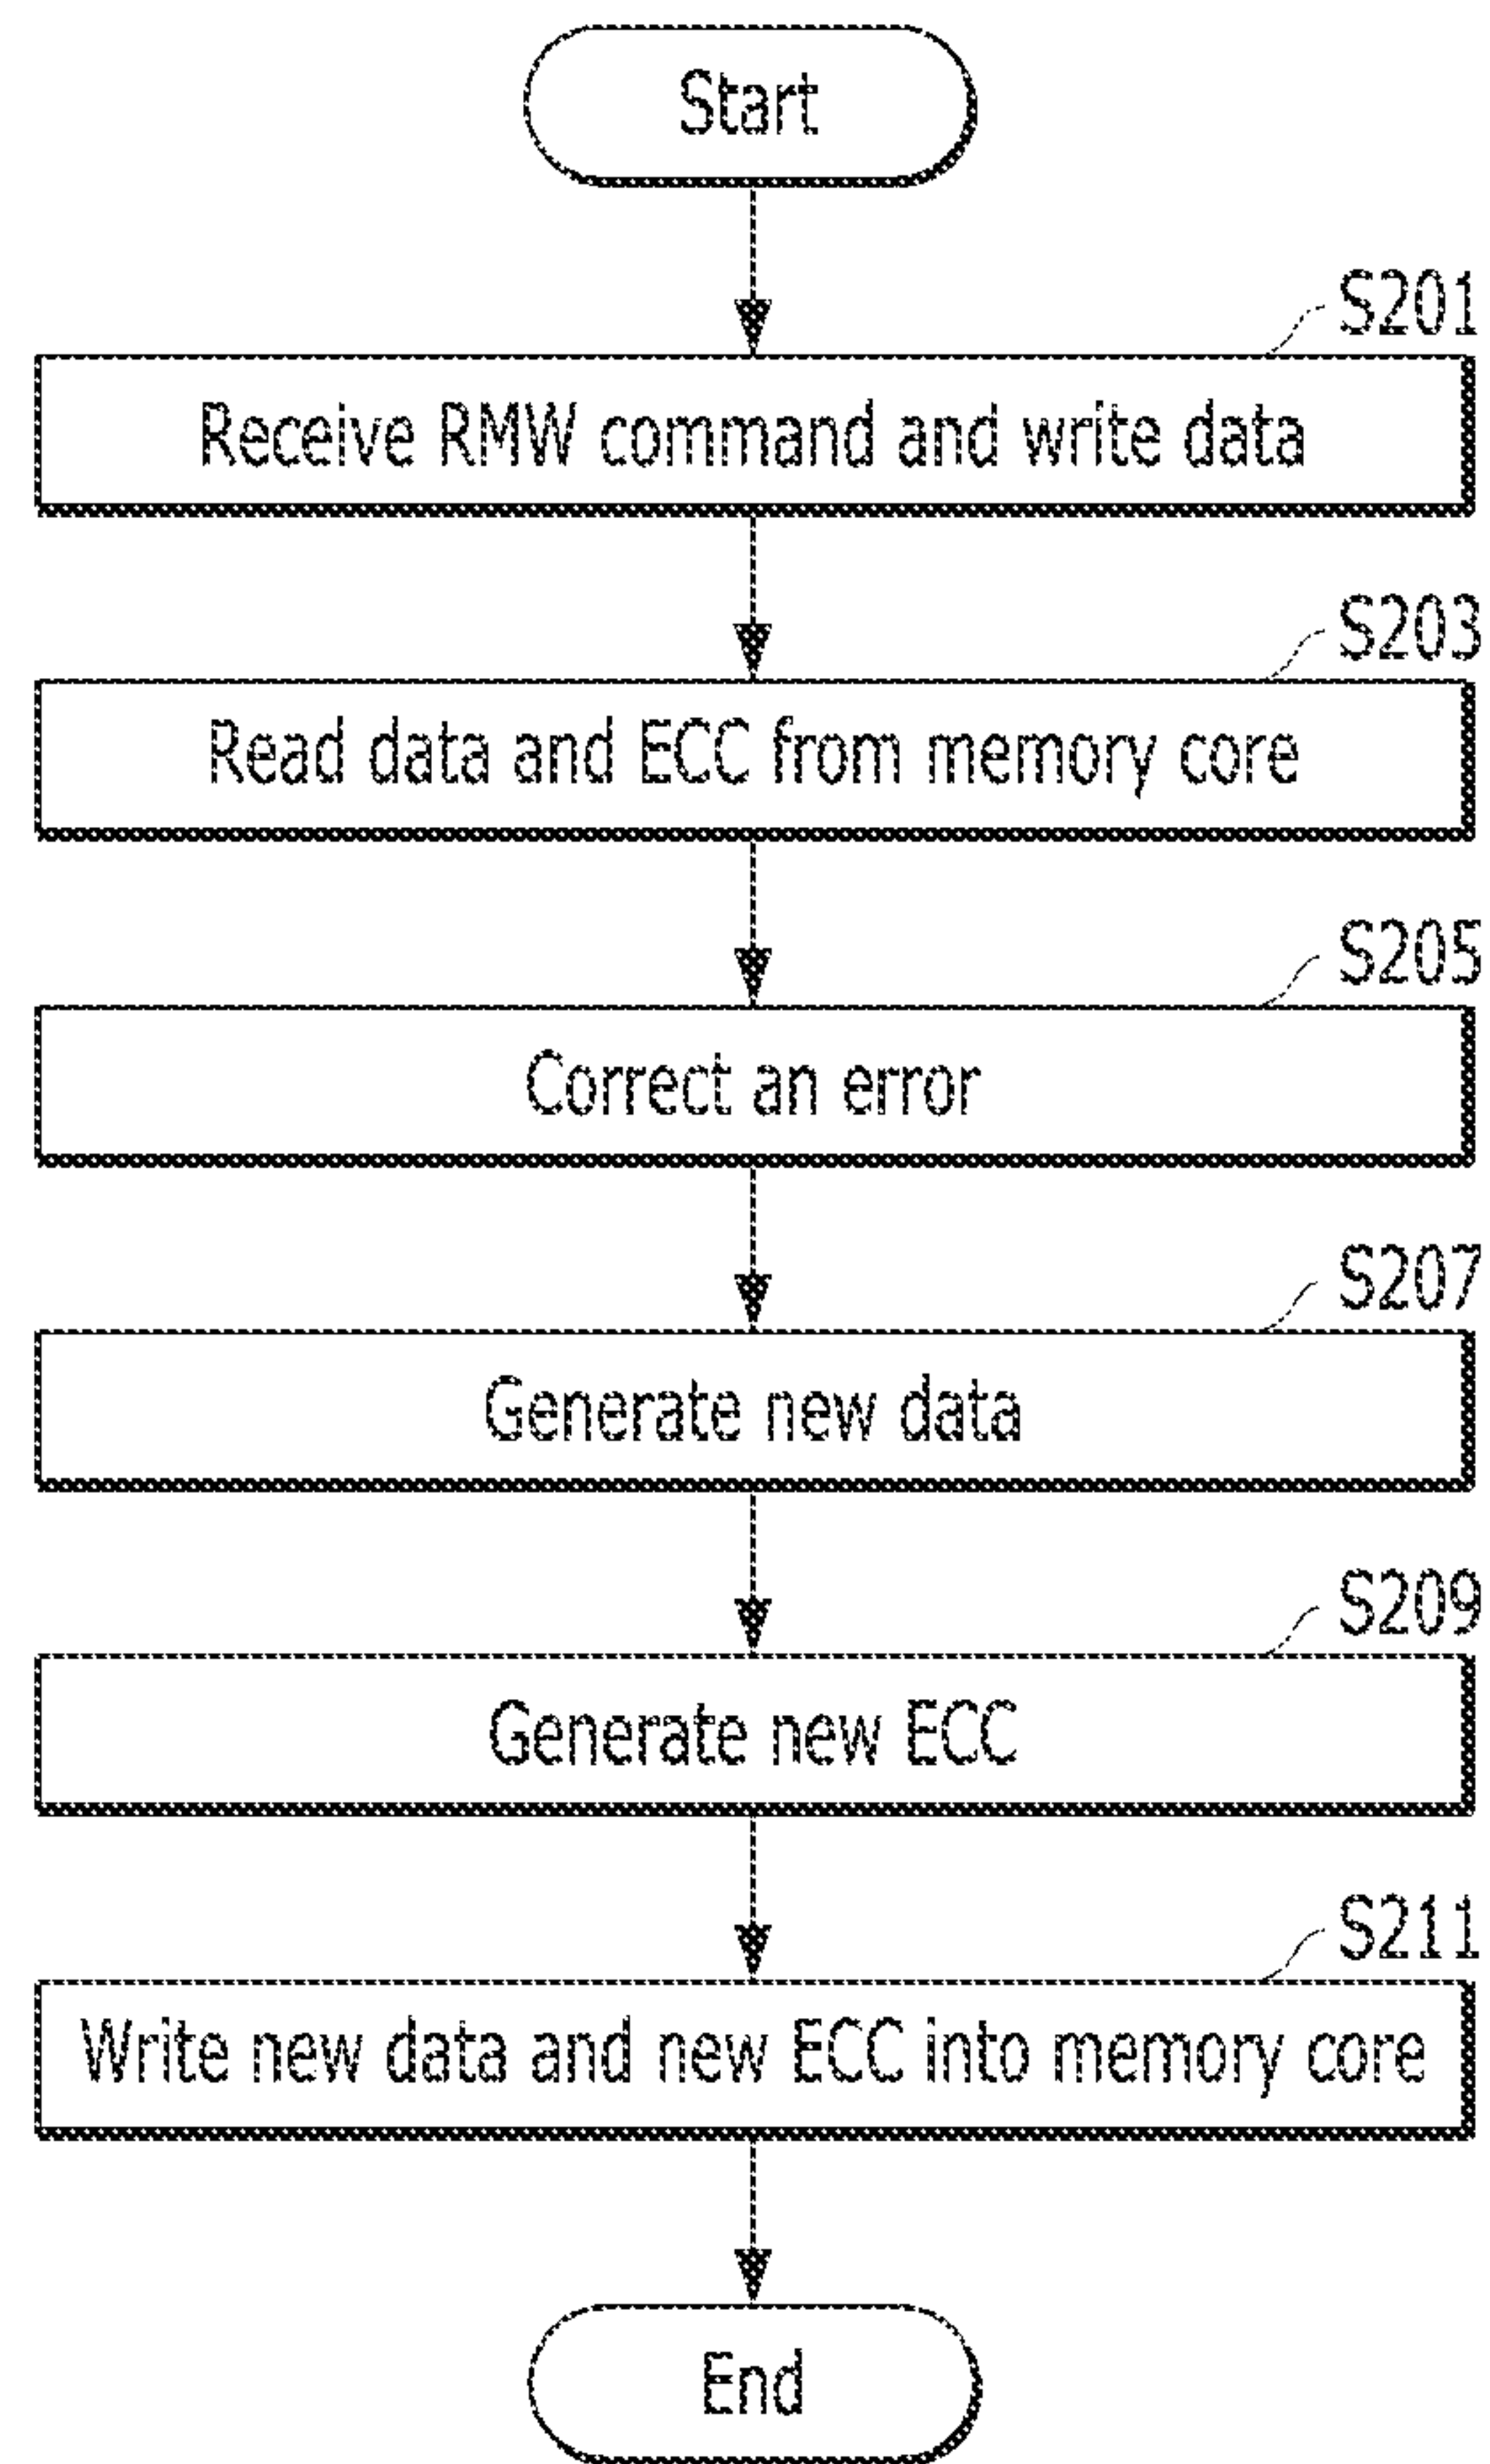 Start
S201
Receive RMW command and write data
S203
Read data and ECC from memory core
S205
Correct an error
S207
Generate new data
S209
Generate new ECC
S211
Write new data and new ECC into memory core
End